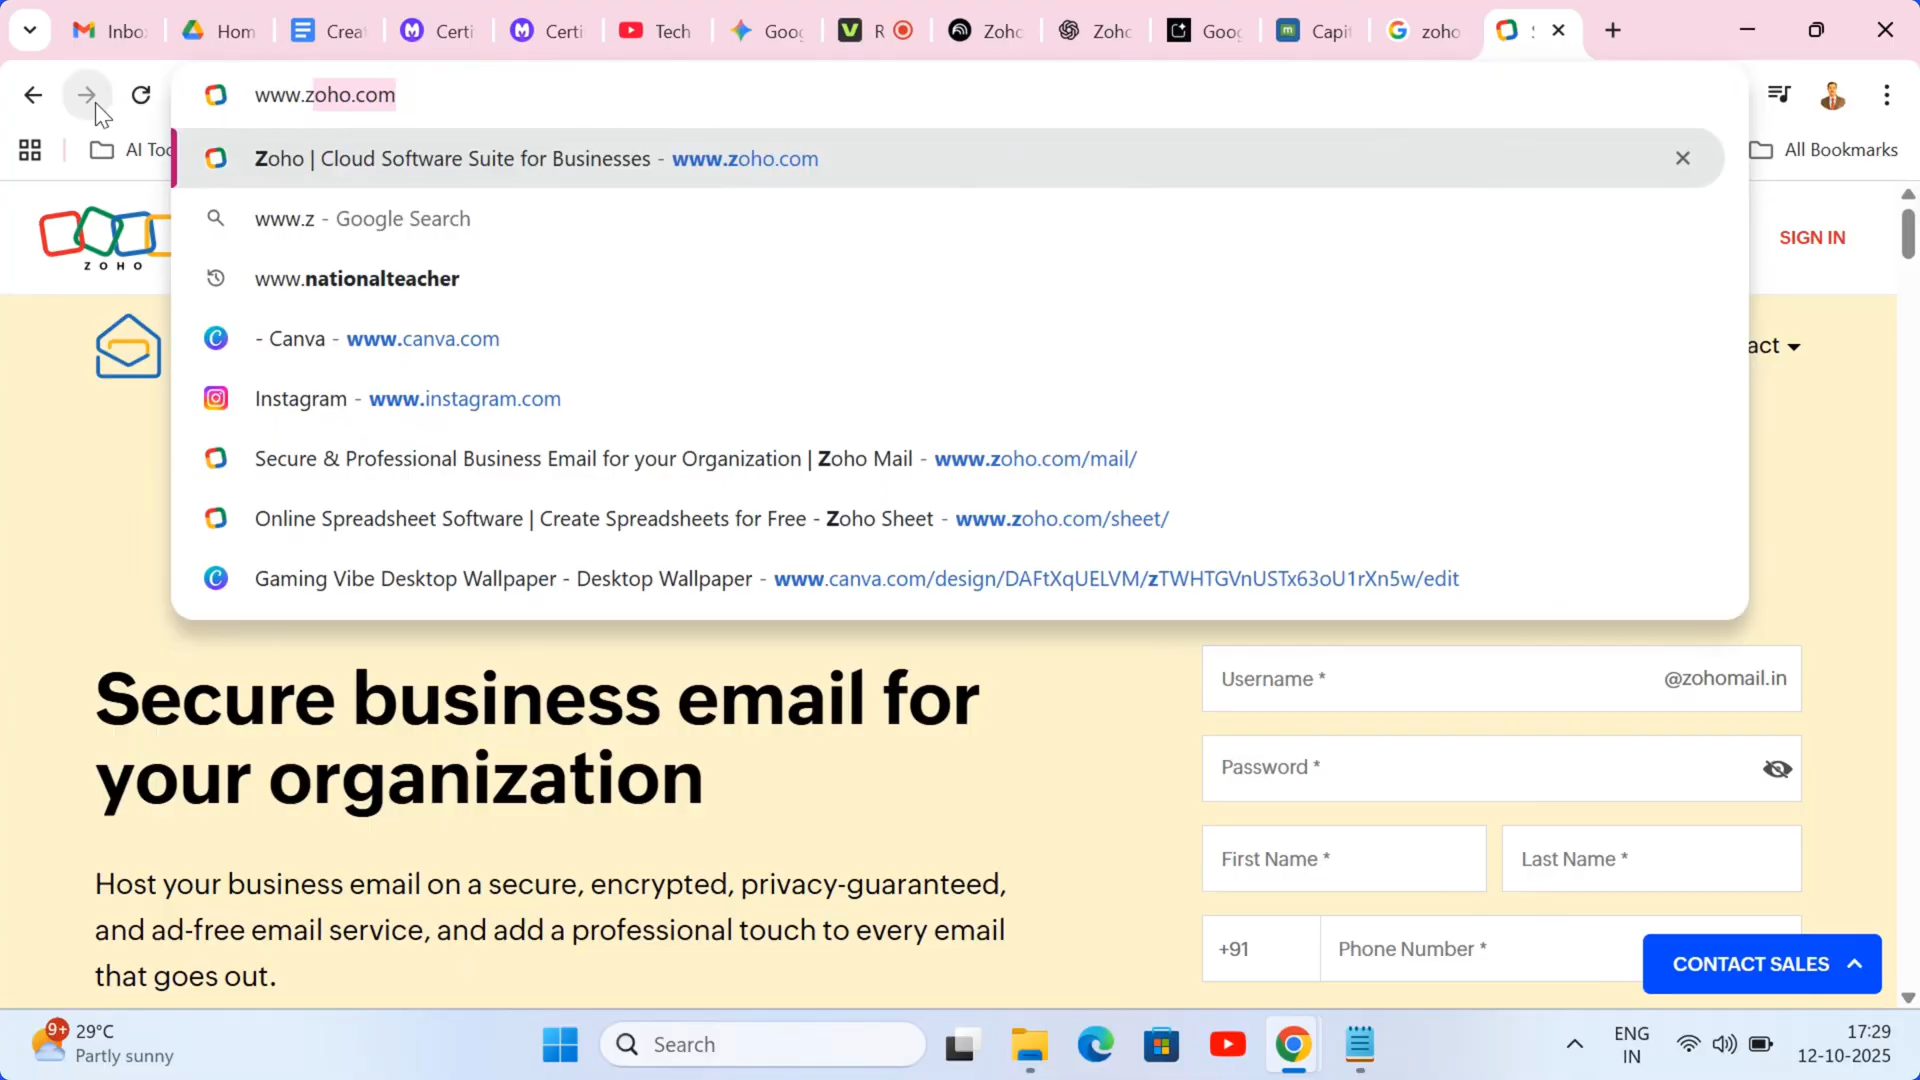 Inbo
Hom
Crea
Certi
Certi
Tech
Goog
R
Zoho
Zoho
Goog
Capit
zoho
www.zoho.com
AI Too
All Bookmarks
Zoho | Cloud Software Suite for Businesses - www.zoho.com
www.z - Google Search
www.nationalteacher
- Canva - www.canva.com
Instagram - www.instagram.com
Secure & Professional Business Email for your Organization | Zoho Mail - www.zoho.com/mail/
Online Spreadsheet Software | Create Spreadsheets for Free - Zoho Sheet - www.zoho.com/sheet/
Gaming Vibe Desktop Wallpaper - Desktop Wallpaper - www.canva.com/design/DAFtXqUELVM/zTWHTGVnUSTx63oU1rXn5w/edit
ZOHO
SIGN IN
act
Secure business email for
your organization
Host your business email on a secure, encrypted, privacy-guaranteed,
and ad-free email service, and add a professional touch to every email
that goes out.
Username *
@zohomail.in
Password *
First Name *
Last Name *
+91
Phone Number *
CONTACT SALES
9+
29°C
Partly sunny
Search
ENG
IN
17:29
12-10-2025